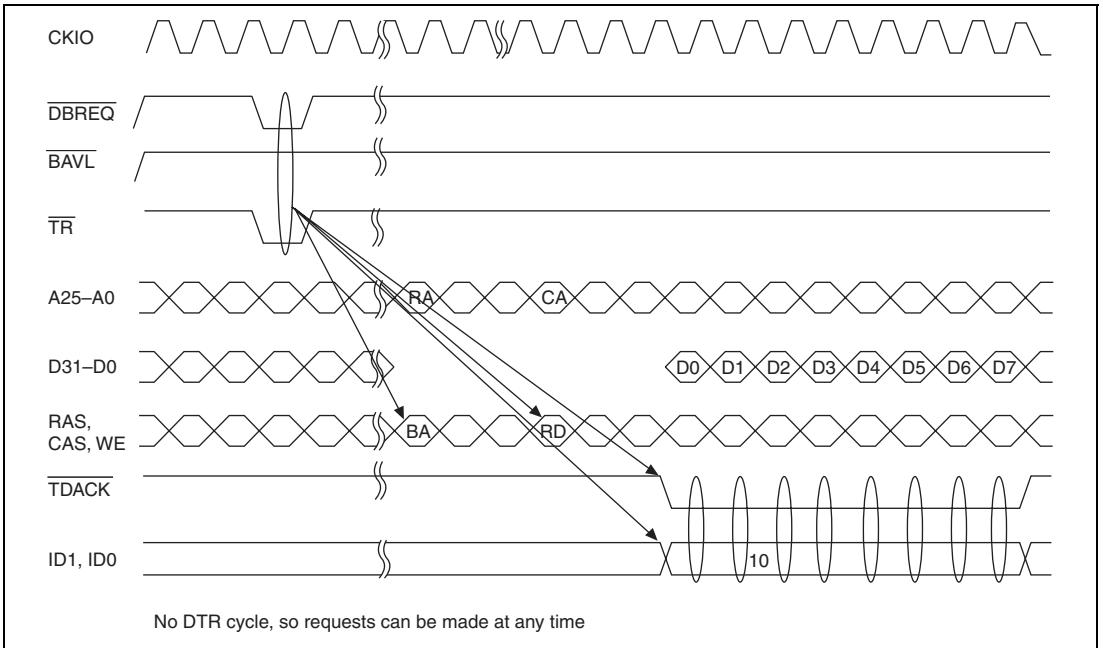 CKIO
DBREQ
BAVL
TR
A25–A0 RA CA
D31–D0 D0 D1 D2 D3 D4 D5 D6 D7
RAS,
CAS, WE BA RD
TDACK
ID1, ID0 10
No DTR cycle, so requests can be made at any time